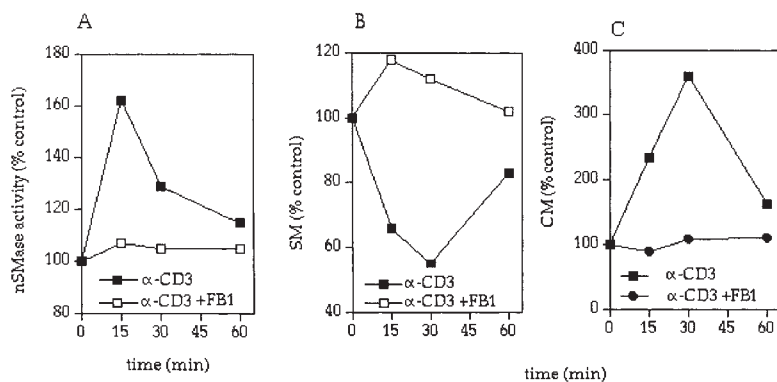 A
nSMase activity (% control)
180
160
140
120
100
80
α-CD3
α-CD3 +FB1
0 15 30 45 60
time (min)
B
SM (% control)
120
100
80
60
40
α-CD3
α-CD3 +FB1
0 15 30 45 60
C
CM (% control)
400
300
200
100
0
α-CD3
α-CD3 +FB1
0 15 30 45 60
time (min)